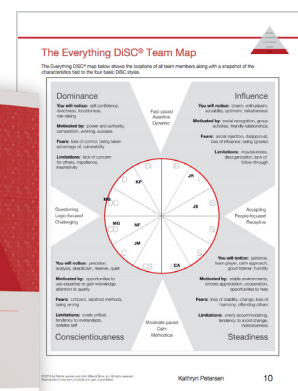 The Everything DiSC® Team Map
The Everything DiSC® map below shows the locations of all team members along with a snapshot of the
characteristics tied to the four basic DiSC styles.
Dominance
You will notice: self-confidence,
directness, forcefulness,
risk-taking
Motivated by: power and authority,
competition, winning, success
Fears: loss of control, being taken
advantage of, vulnerability
Limitations: lack of concern
for others, impatience,
insensitivity
Fast-paced
Assertive
Dynamic
Influence
You will notice: charm, enthusiasm,
sociability, optimism, talkativeness
Motivated by: social recognition, group
activities, friendly relationships
Fears: social rejection, disapproval,
loss of influence, being ignored
Limitations: impulsiveness,
disorganization, lack of
follow-through
D
Di
KP
iD
JR
i
MB
DC
JB
iS
Questioning
Logic-focused
Challenging
Accepting
People-focused
Receptive
MG
CD
NF
Si
JM
C
CS
SC
CA
S
You will notice: precision,
analysis, skepticism, reserve, quiet
Motivated by: opportunities to
use expertise or gain knowledge,
attention to quality
Fears: criticism, slipshod methods,
being wrong
Limitations: overly critical,
tendency to overanalyze,
isolates self
Conscientiousness
Moderate-paced
Calm
Methodical
You will notice: patience,
team player, calm approach,
good listener, humility
Motivated by: stable environments,
sincere appreciation, cooperation,
opportunities to help
Fears: loss of stability, change, loss of
harmony, offending others
Limitations: overly accommodating,
tendency to avoid change,
indecisiveness
Steadiness
Kathryn Petersen
10